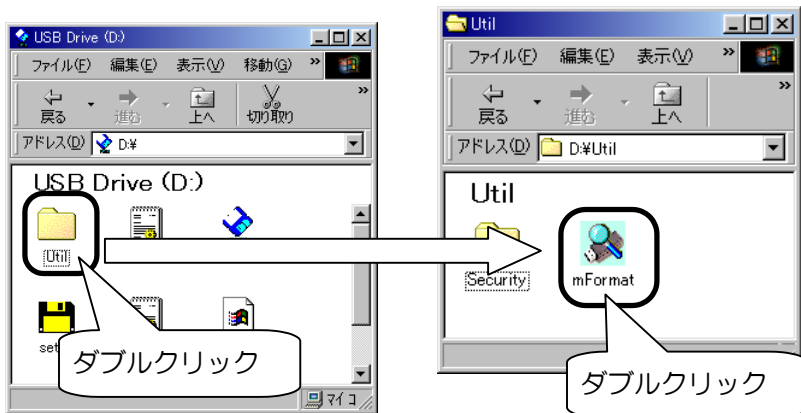 USB Drive (D:)
ファイル(F) 編集(E) 表示(V) 移動(G) »
戻る 進む 上へ 切り取り »
アドレス(D) D:¥
USB Drive (D:)
Util
set
ダブルクリック
マイコ
Util
ファイル(F) 編集(E) 表示(V) »
戻る 進む 上へ »
アドレス(D) D:¥Util
Util
Security mFormat
ダブルクリック